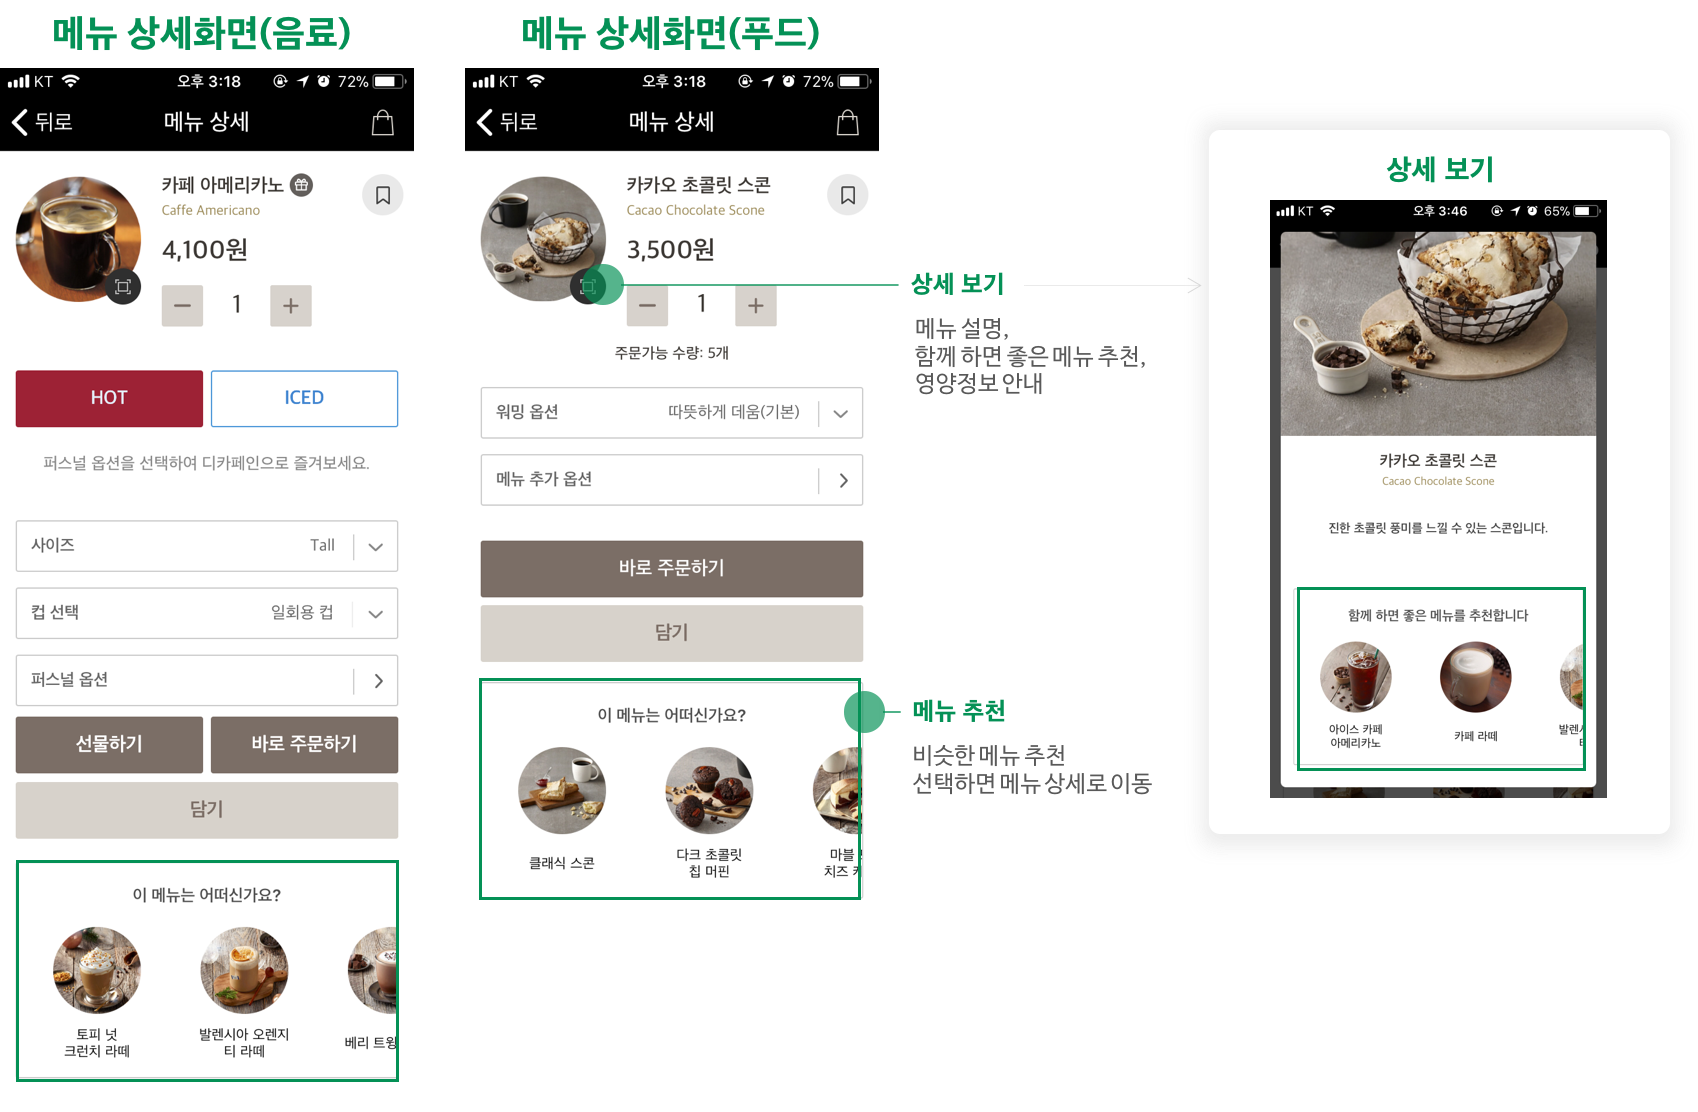 메뉴 상세화면(음료)
KT 오후 3:18 72%
뒤로 메뉴 상세
카페 아메리카노
Caffe Americano
4,100원
− 1 +
HOT ICED
퍼스널 옵션을 선택하여 디카페인으로 즐겨보세요.
사이즈 Tall
컵 선택 일회용 컵
퍼스널 옵션
선물하기 바로 주문하기
담기
이 메뉴는 어떠신가요?
토피 넛
크런치 라떼
발렌시아 오렌지
티 라떼
베리 트윙
메뉴 상세화면(푸드)
KT 오후 3:18 72%
뒤로 메뉴 상세
카카오 초콜릿 스콘
Cacao Chocolate Scone
3,500원
− 1 +
주문가능 수량: 5개
워밍 옵션 따뜻하게 데움(기본)
메뉴 추가 옵션
바로 주문하기
담기
이 메뉴는 어떠신가요?
클래식 스콘
다크 초콜릿
칩 머핀
마블
치즈
상세 보기
메뉴 설명,
함께 하면 좋은 메뉴 추천,
영양정보 안내
메뉴 추천
비슷한 메뉴 추천
선택하면 메뉴 상세로 이동
상세 보기
KT 오후 3:46 65%
카카오 초콜릿 스콘
Cacao Chocolate Scone
진한 초콜릿 풍미를 느낄 수 있는 스콘입니다.
함께 하면 좋은 메뉴를 추천합니다
아이스 카페
아메리카노
카페 라떼
발렌